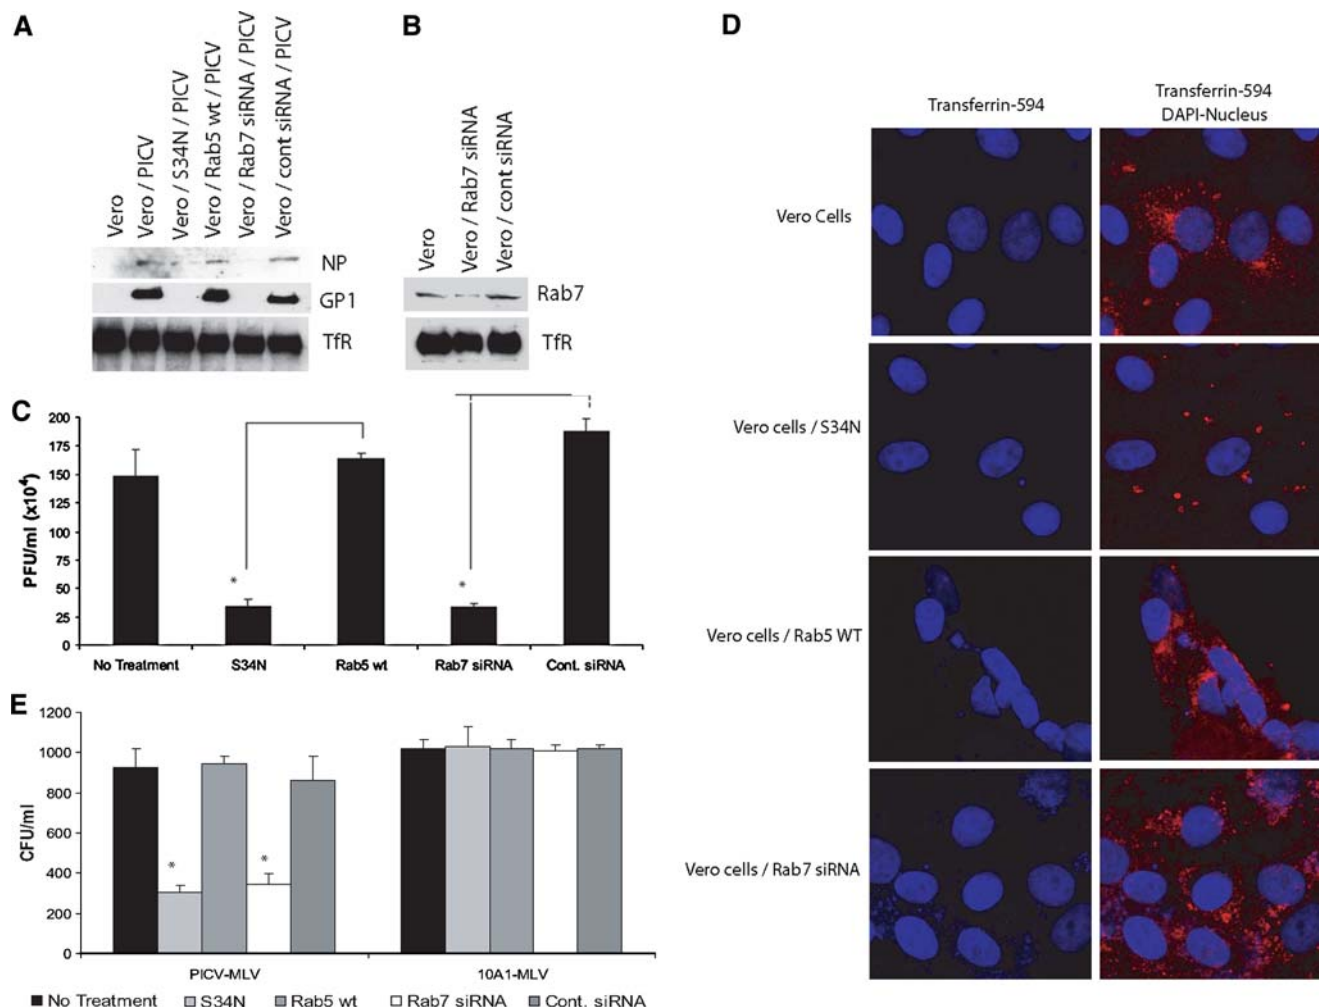 A
Vero
Vero / PICV
Vero / S34N / PICV
Vero / Rab5 wt / PICV
Vero / Rab7 siRNA / PICV
Vero / cont siRNA / PICV
NP
GP1
TfR
B
Vero
Vero / Rab7 siRNA
Vero / cont siRNA
Rab7
TfR
C
PFU/ml (x10⁴)
200
175
150
125
100
75
50
25
0
*
*
No Treatment
S34N
Rab5 wt
Rab7 siRNA
Cont. siRNA
D
Transferrin-594
Transferrin-594
DAPI-Nucleus
Vero Cells
Vero cells / S34N
Vero cells / Rab5 WT
Vero cells / Rab7 siRNA
E
CFU/ml
1200
1000
800
600
400
200
0
*
*
PICV-MLV
10A1-MLV
No Treatment
S34N
Rab5 wt
Rab7 siRNA
Cont. siRNA